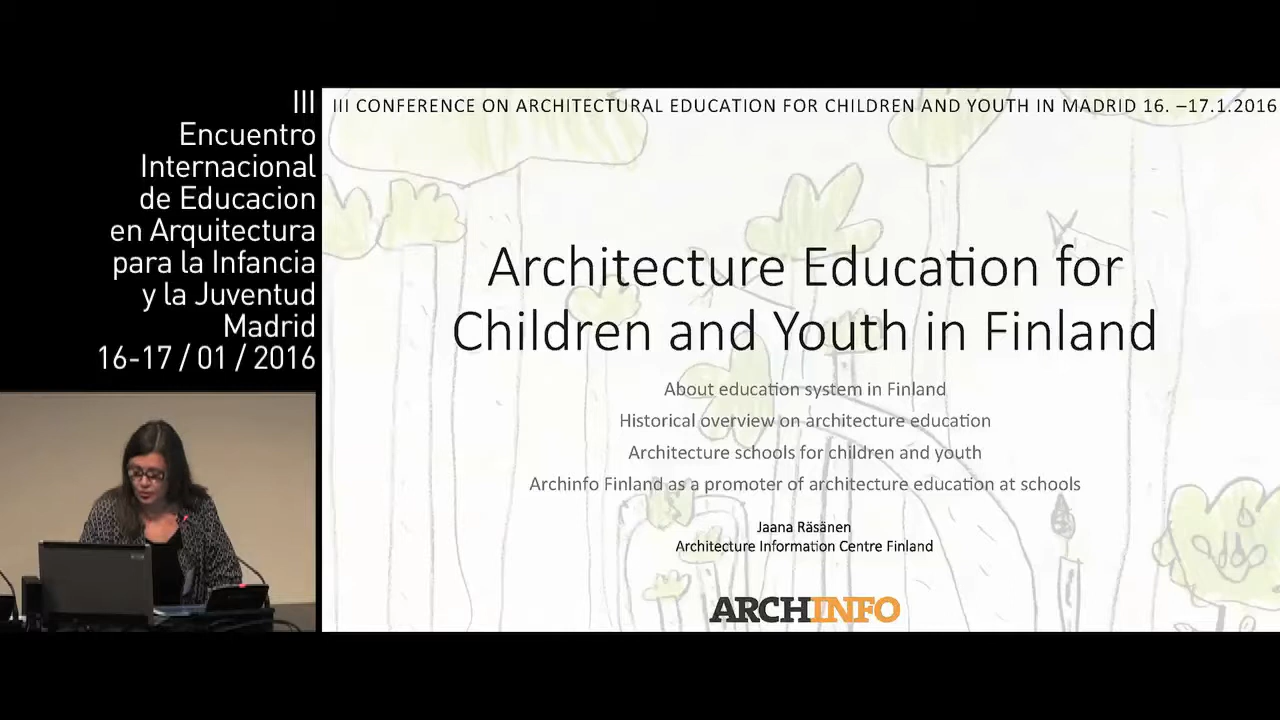 III
Encuentro
Internacional
de Educacion
en Arquitectura
para la Infancia
y la Juventud
Madrid
16-17 / 01 / 2016
III CONFERENCE ON ARCHITECTURAL EDUCATION FOR CHILDREN AND YOUTH IN MADRID 16. –17.1.2016
Architecture Education for
Children and Youth in Finland
About education system in Finland
Historical overview on architecture education
Architecture schools for children and youth
Archinfo Finland as a promoter of architecture education at schools
Jaana Räsänen
Architecture Information Centre Finland
ARCHINFO